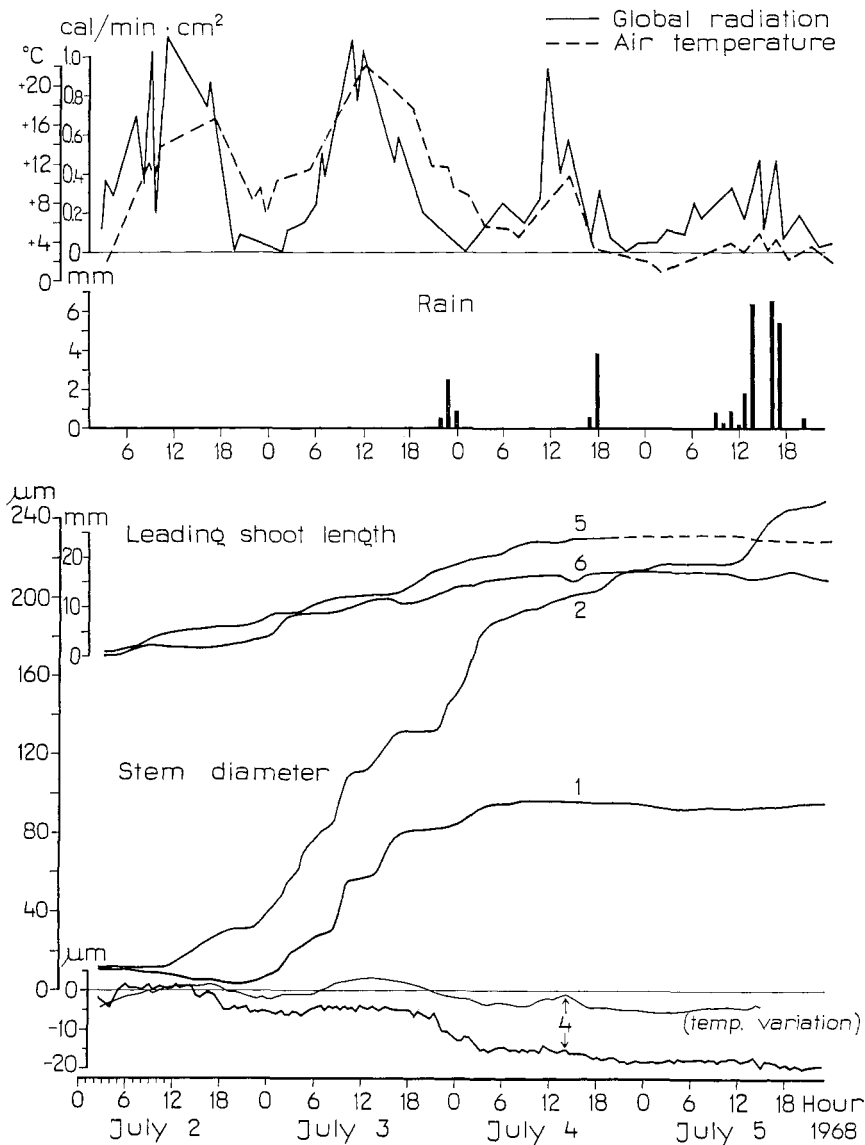 Global radiation
Air temperature
cal/min · cm²
°C
+20
+16
+12
+8
+4
0
1.0
0.8
0.6
0.4
0.2
0
mm
6
4
2
0
Rain
6 12 18 0 6 12 18 0 6 12 18 0 6 12 18
µm
240
200
160
120
80
40
0
mm
20
10
0
Leading shoot length
5
6
2
Stem diameter
1
µm
0
-10
-20
4
(temp. variation)
0 6 12 18 0 6 12 18 0 6 12 18 0 6 12 18 Hour
July 2 July 3 July 4 July 5 1968